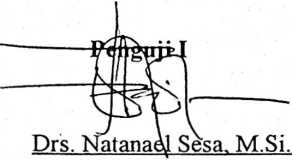 Penguji I
Drs. Natanael Sesa, M.Si.